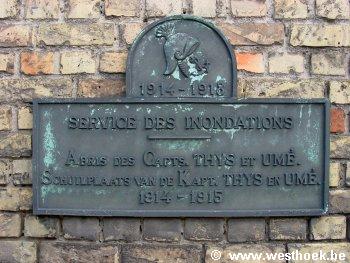 1914-1918
SERVICE DES INONDATIONS
ABRIS DES CAPTS. THYS ET UMÉ.
SCHUILPLAATS VAN DE KAPT. THYS EN UMÉ.
1914-1915
© www.westhoek.be